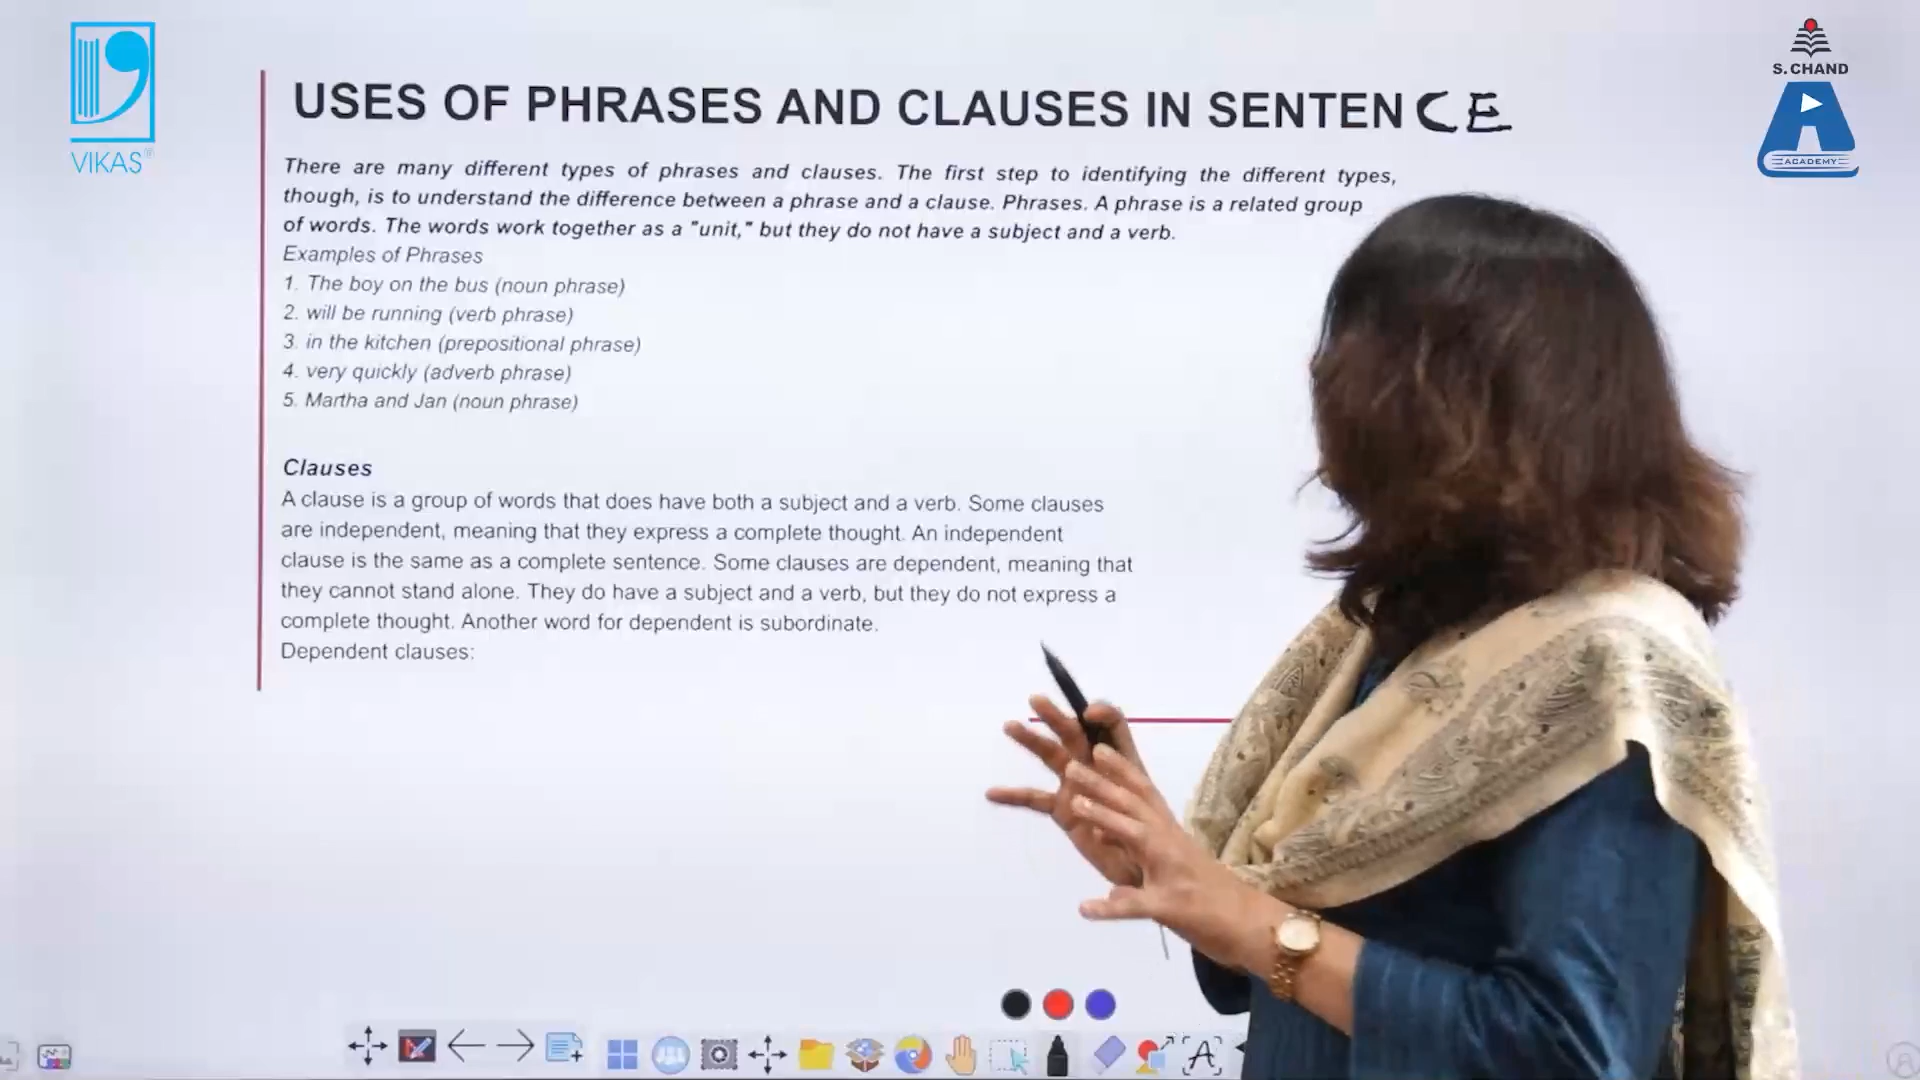 VIKAS®
S. CHAND
ACADEMY
USES OF PHRASES AND CLAUSES IN SENTENCE
There are many different types of phrases and clauses. The first step to identifying the different types,
though, is to understand the difference between a phrase and a clause. Phrases. A phrase is a related group
of words. The words work together as a "unit," but they do not have a subject and a verb.
Examples of Phrases
1. The boy on the bus (noun phrase)
2. will be running (verb phrase)
3. in the kitchen (prepositional phrase)
4. very quickly (adverb phrase)
5. Martha and Jan (noun phrase)
Clauses
A clause is a group of words that does have both a subject and a verb. Some clauses
are independent, meaning that they express a complete thought. An independent
clause is the same as a complete sentence. Some clauses are dependent, meaning that
they cannot stand alone. They do have a subject and a verb, but they do not express a
complete thought. Another word for dependent is subordinate.
Dependent clauses: